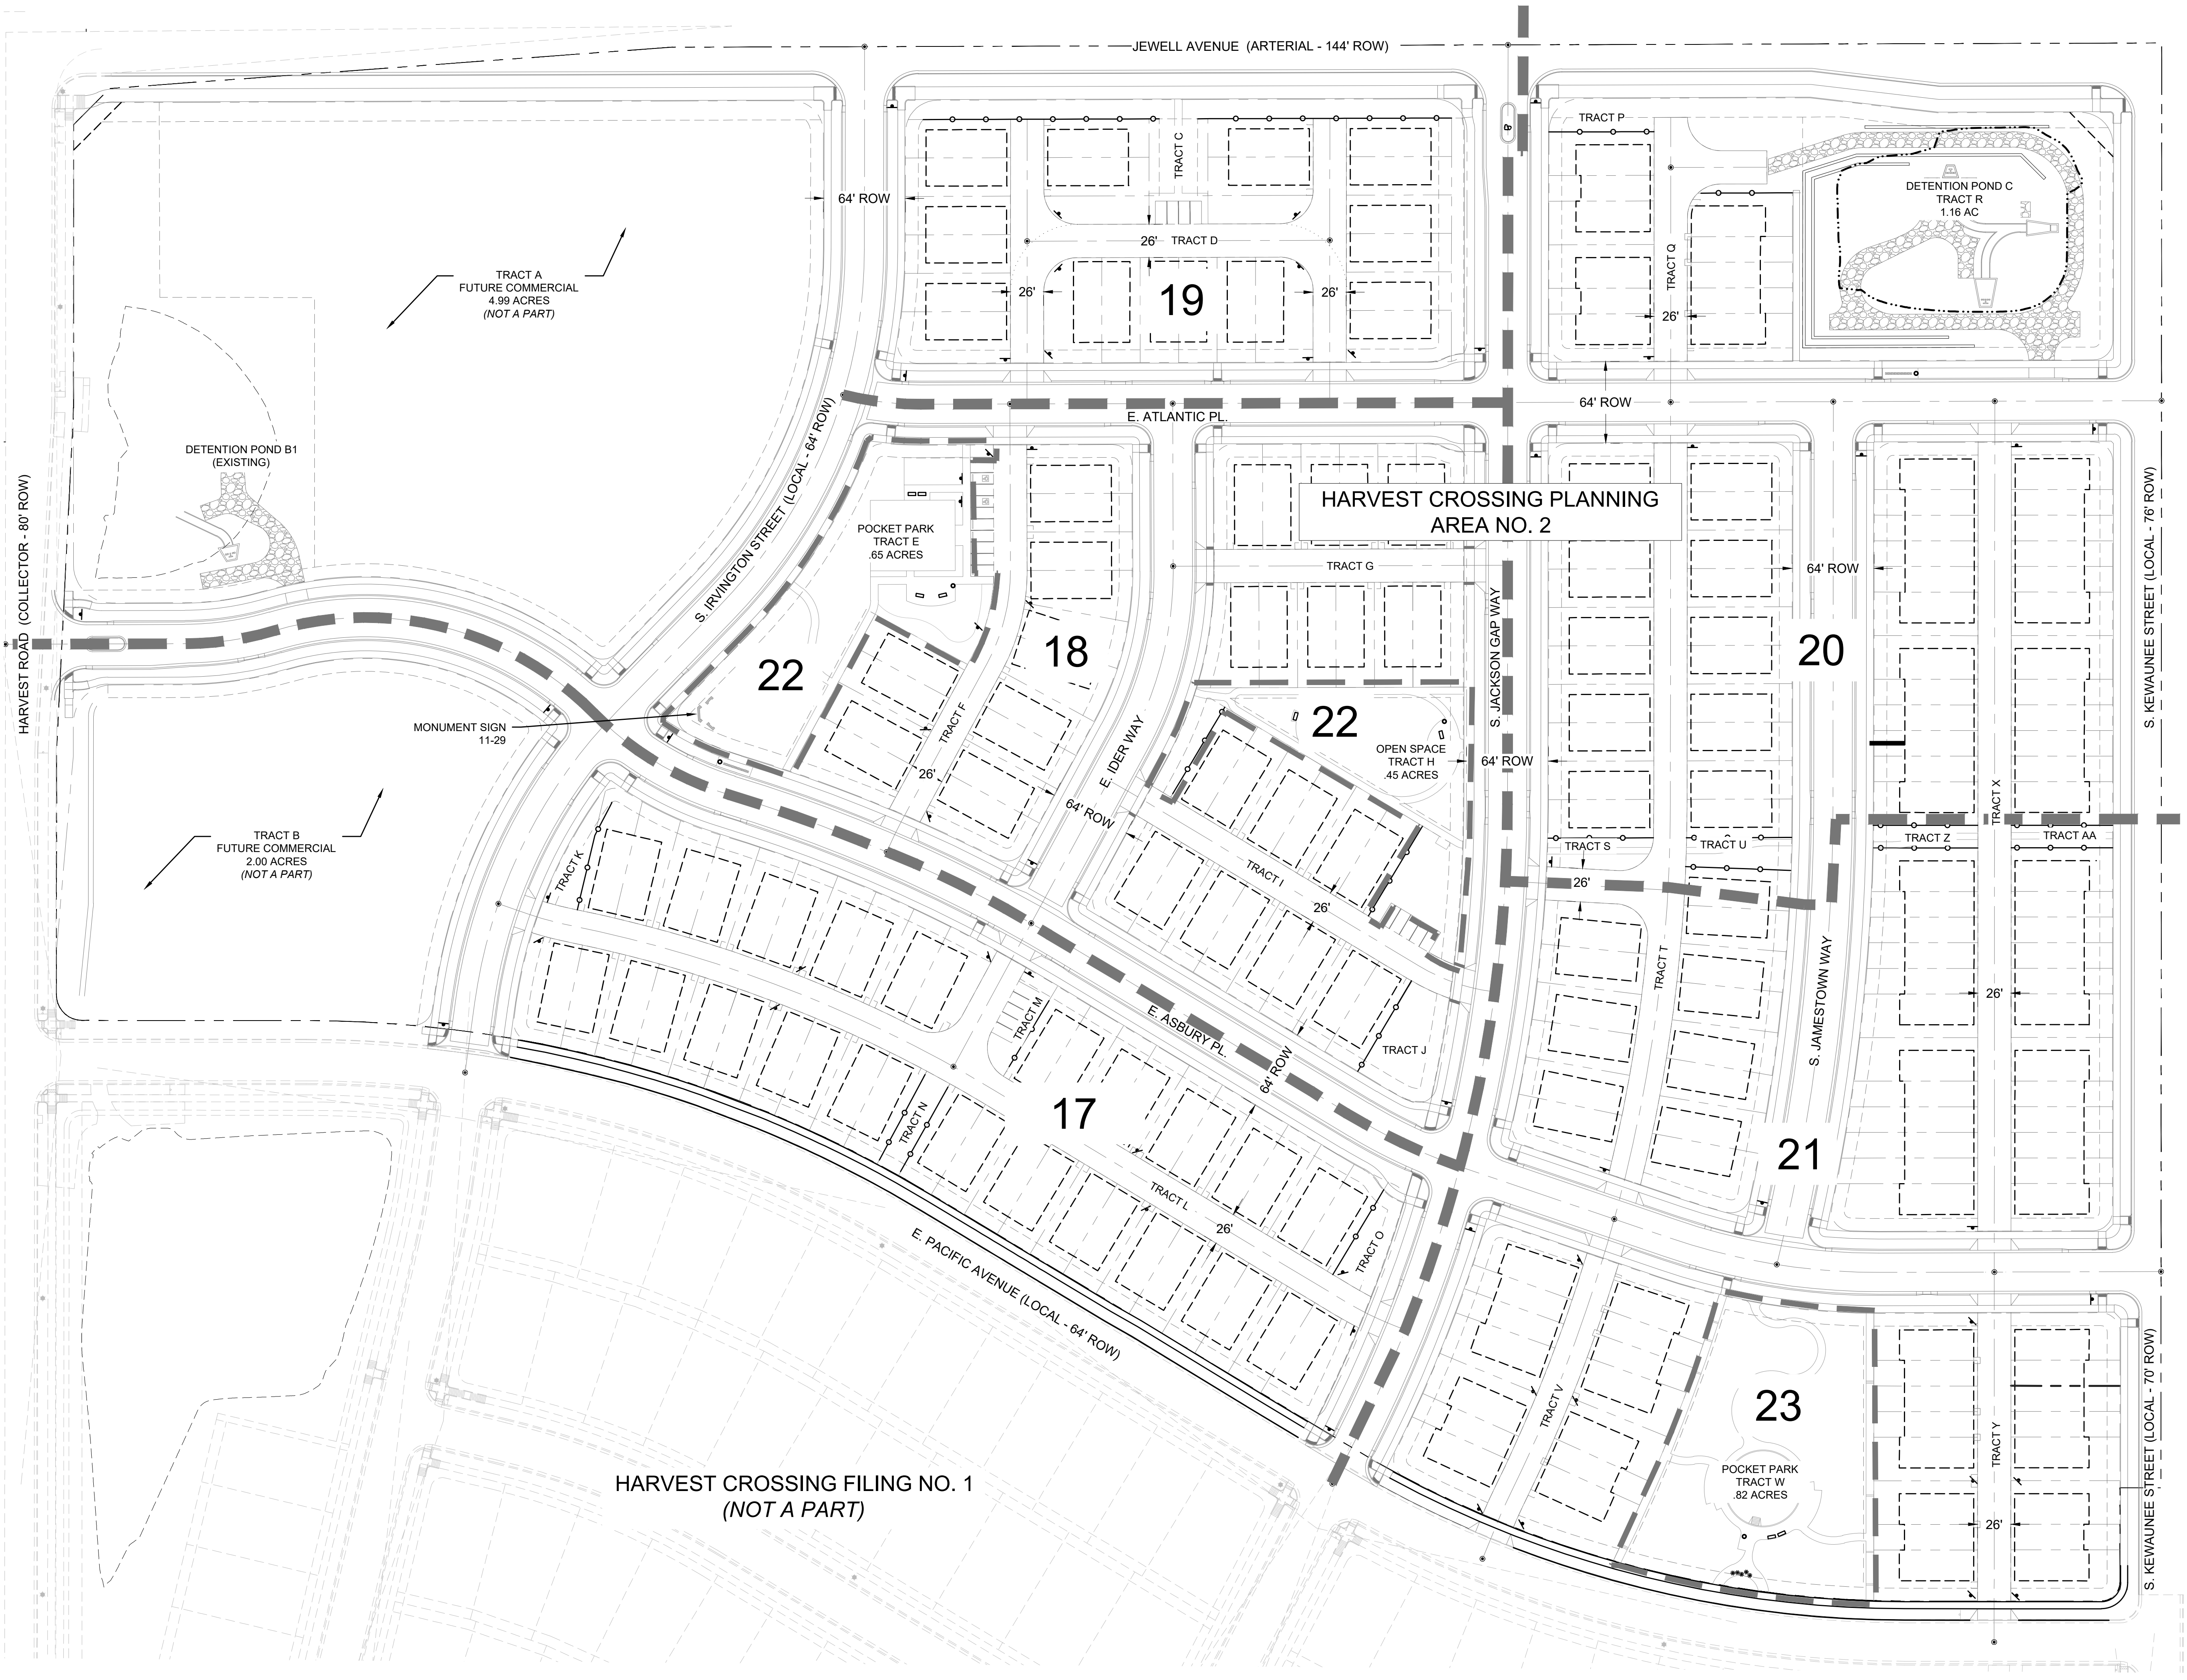 JEWELL AVENUE (ARTERIAL - 144' ROW)
TRACT P
TRACT C
64' ROW
DETENTION POND C
TRACT R
1.16 AC
26' TRACT D
TRACT Q
TRACT A
FUTURE COMMERCIAL
4.99 ACRES
(NOT A PART)
26'
19
26'
26'
64' ROW
E. ATLANTIC PL.
S. IRVINGTON STREET (LOCAL - 64' ROW)
DETENTION POND B1
(EXISTING)
HARVEST ROAD (COLLECTOR - 80' ROW)
POCKET PARK
TRACT E
.65 ACRES
HARVEST CROSSING PLANNING
AREA NO. 2
TRACT G
64' ROW
S. KEWAUNEE STREET (LOCAL - 76' ROW)
S. JACKSON GAP WAY
18
20
22
22
TRACT F
MONUMENT SIGN
11-29
OPEN SPACE
TRACT H
.45 ACRES
64' ROW
E. IDER WAY
26'
64' ROW
TRACT X
TRACT B
FUTURE COMMERCIAL
2.00 ACRES
(NOT A PART)
TRACT K
TRACT S
TRACT U
TRACT Z
TRACT AA
TRACT I
26'
26'
TRACT T
S. JAMESTOWN WAY
26'
TRACT M
E. ASBURY PL.
TRACT J
64' ROW
TRACT N
17
21
TRACT L
26'
TRACT O
E. PACIFIC AVENUE (LOCAL - 64' ROW)
TRACT V
23
TRACT Y
S. KEWAUNEE STREET (LOCAL - 70' ROW)
POCKET PARK
TRACT W
.82 ACRES
HARVEST CROSSING FILING NO. 1
(NOT A PART)
26'